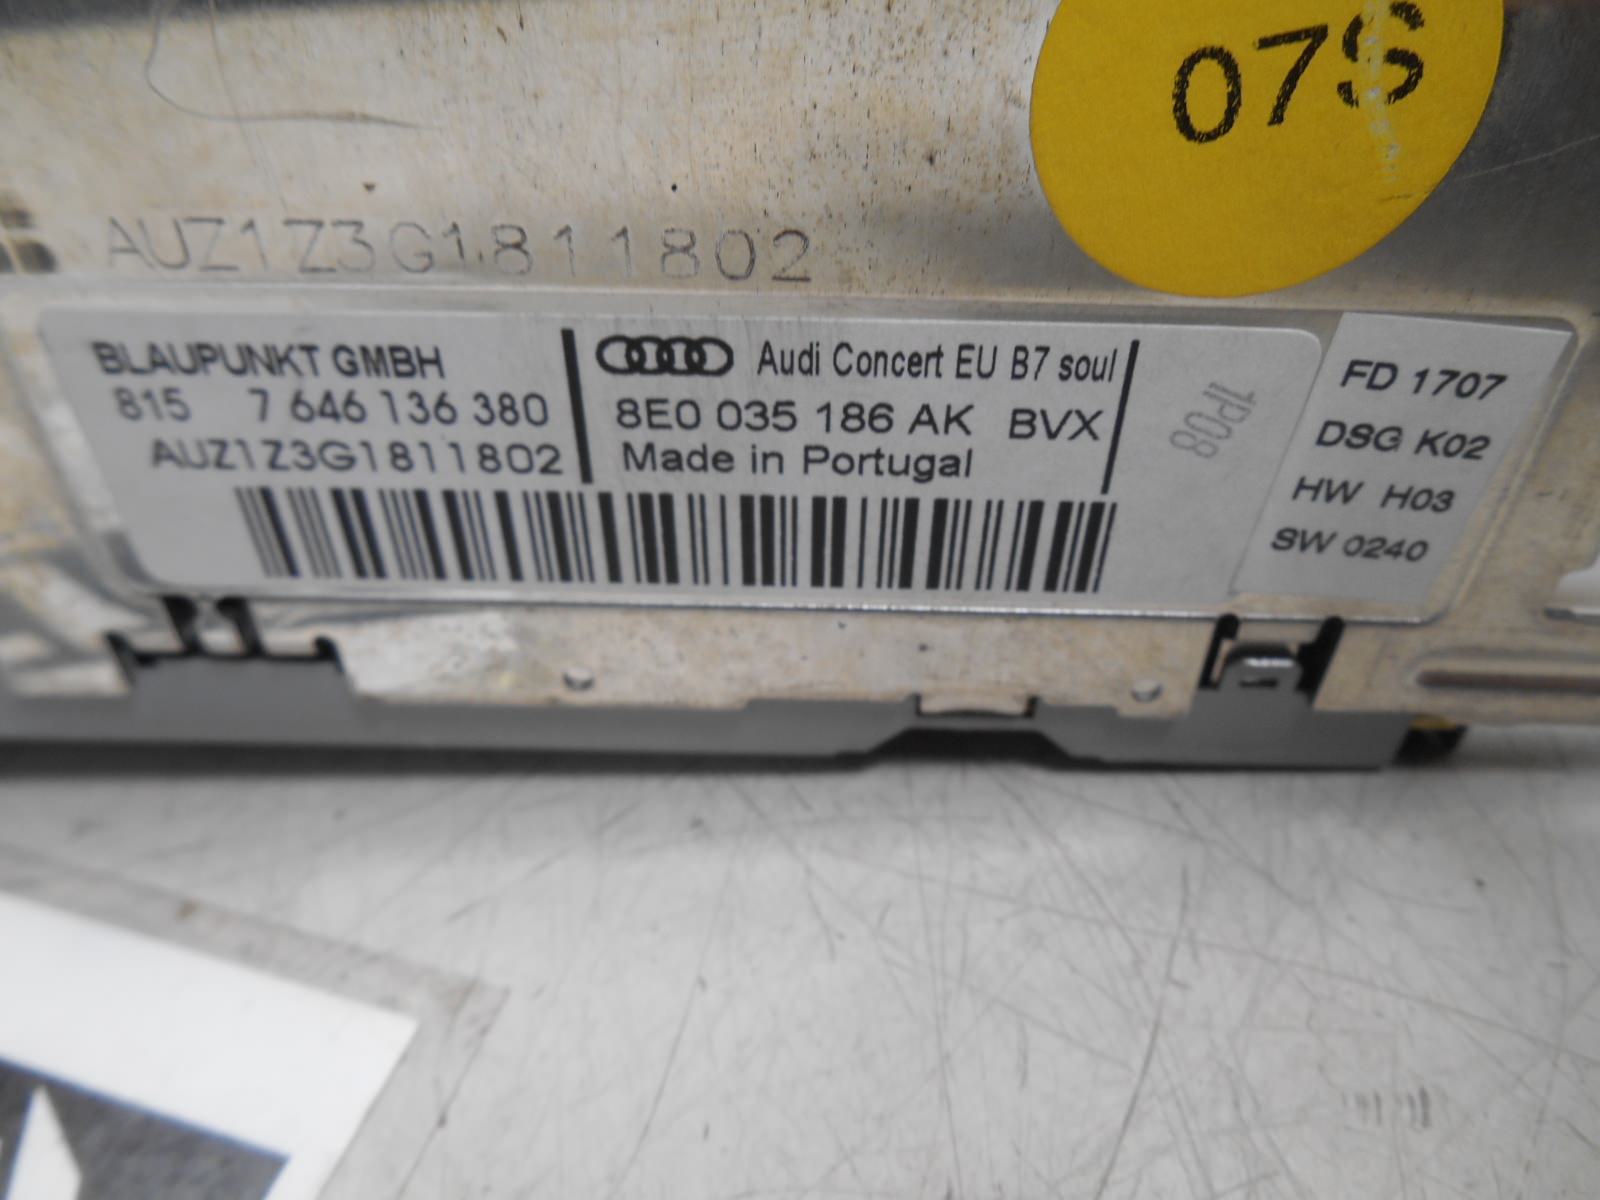 07S
AUZ1Z3G1811802
BLAUPUNKT GMBH
815 7 646 136 380
AUZ1Z3G1811802
Audi Concert EU B7 soul
8E0 035 186 AK BVX
Made in Portugal
1P08
FD 1707
DSG K02
HW H03
SW 0240